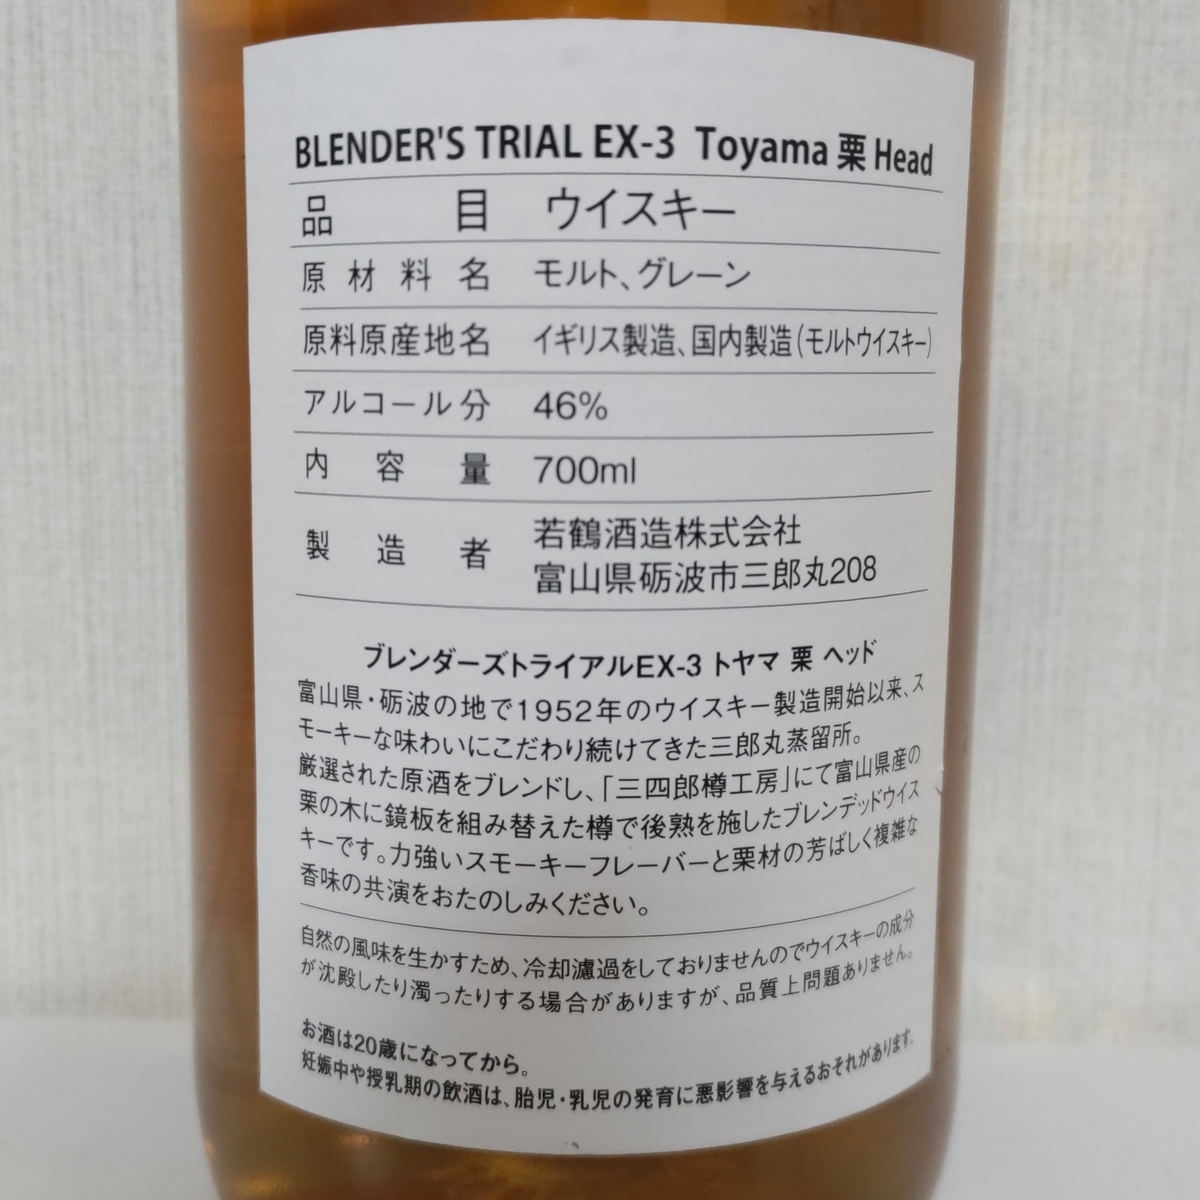 BLENDER'S TRIAL EX-3 Toyama 栗 Head
品目 ウイスキー
原材料名 モルト、グレーン
原料原産地名 イギリス製造、国内製造(モルトウイスキー)
アルコール分 46%
内容量 700ml
製造者 若鶴酒造株式会社
富山県砺波市三郎丸208
ブレンダーズトライアルEX-3 トヤマ 栗 ヘッド
富山県・砺波の地で1952年のウイスキー製造開始以来、ス
モーキーな味わいにこだわり続けてきた三郎丸蒸留所。
厳選された原酒をブレンドし、「三四郎樽工房」にて富山県産の
栗の木に鏡板を組み替えた樽で後熟を施したブレンデッドウイス
キーです。力強いスモーキーフレーバーと栗材の芳ばしく複雑な
香味の共演をおたのしみください。
自然の風味を生かすため、冷却濾過をしておりませんのでウイスキーの成分
が沈殿したり濁ったりする場合がありますが、品質上問題ありません。
お酒は20歳になってから。
妊娠中や授乳期の飲酒は、胎児・乳児の発育に悪影響を与えるおそれがあります。